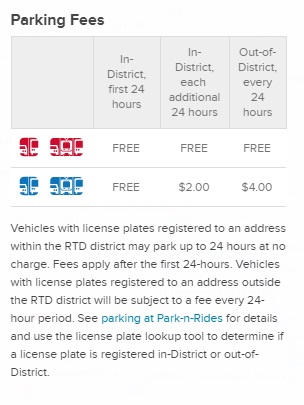 Parking Fees
In-District, first 24 hours
In-District, each additional 24 hours
Out-of-District, every 24 hours
FREE FREE FREE
FREE $2.00 $4.00
Vehicles with license plates registered to an address
within the RTD district may park up to 24 hours at no
charge. Fees apply after the first 24-hours. Vehicles
with license plates registered to an address outside
the RTD district will be subject to a fee every 24-
hour period. See parking at Park-n-Rides for details
and use the license plate lookup tool to determine if
a license plate is registered in-District or out-of-
District.